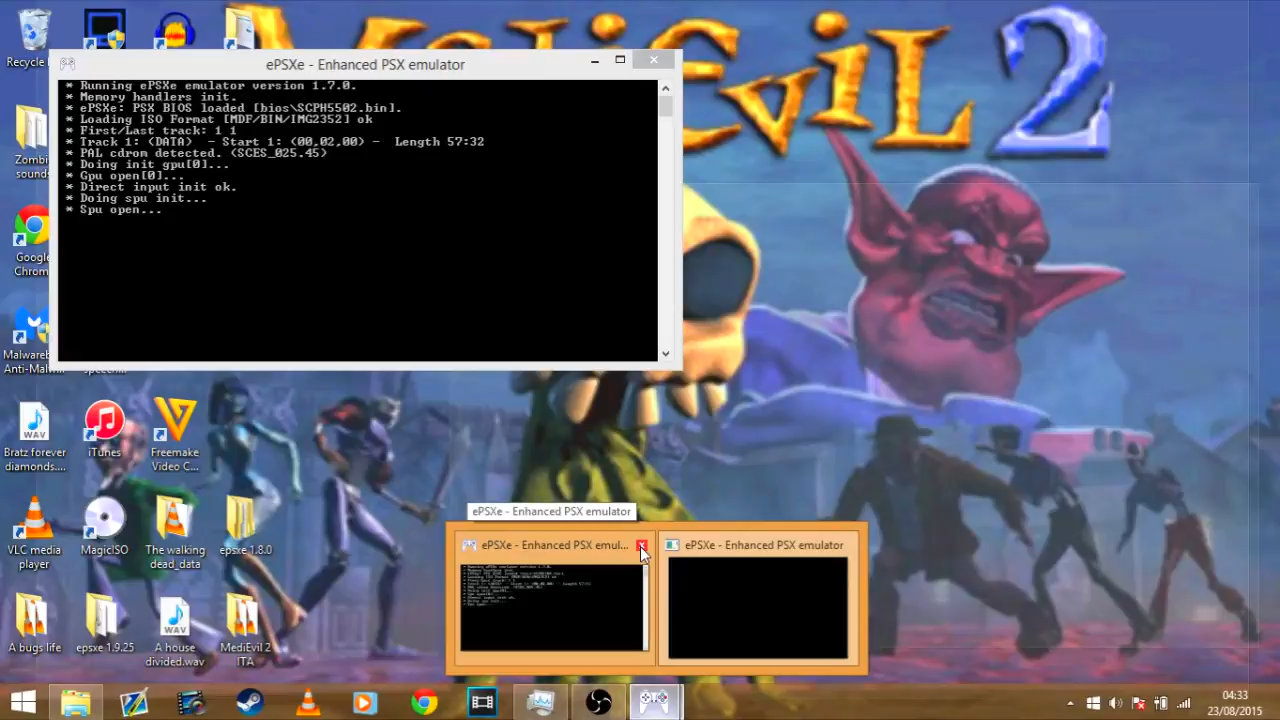 MediEviL 2
Recycle
ePSXe - Enhanced PSX emulator
* Running ePSXe emulator version 1.7.0.
* Memory handlers init.
* ePSXe: PSX BIOS loaded [bios\SCPH5502.bin].
* Loading ISO Format [MDF/BIN/IMG2352] ok
* First/Last track: 1 1
* Track 1: (DATA) - Start 1: (00,02,00) - Length 57:32
* PAL cdrom detected. (SCES_025.45)
* Doing init gpu[0]...
* Gpu open[0]...
* Direct input init ok.
* Doing spu init...
* Spu open...
Zombi
sounds
Google
Chrom
Malwareb
Anti-Malw
Bratz forever
diamonds....
iTunes
Freemake
Video C...
VLC media
player
MagicISO
The walking
dead_data
epsxe 1.8.0
A bugs life
epsxe 1.9.25
A house
divided.wav
MediEvil 2
ITA
WAV
WAV
ePSXe - Enhanced PSX emulator
ePSXe - Enhanced PSX emul...
ePSXe - Enhanced PSX emulator
04:33
23/08/2015